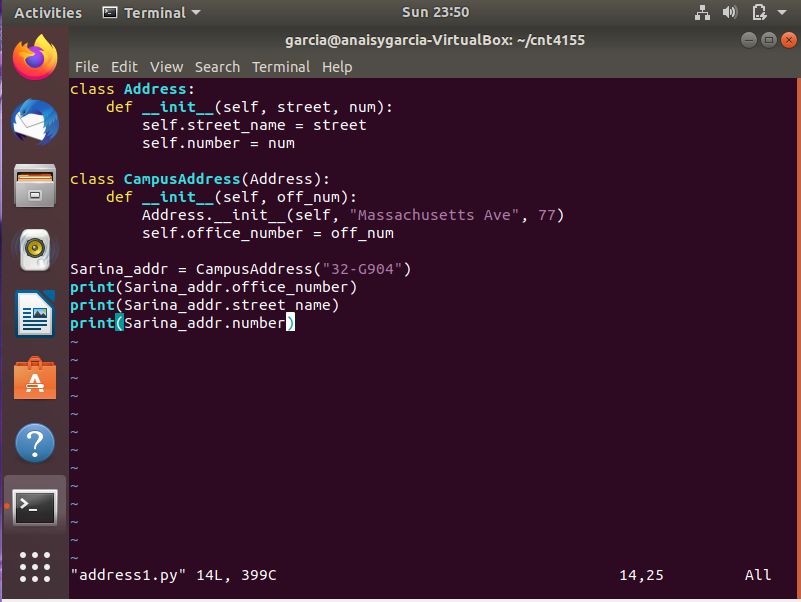 Activities Terminal Sun 23:50
garcia@anaisygarcia-VirtualBox: ~/cnt4155
File Edit View Search Terminal Help
class Address:
    def __init__(self, street, num):
        self.street_name = street
        self.number = num
class CampusAddress(Address):
    def __init__(self, off_num):
        Address.__init__(self, "Massachusetts Ave", 77)
        self.office_number = off_num
Sarina_addr = CampusAddress("32-G904")
print(Sarina_addr.office_number)
print(Sarina_addr.street_name)
print(Sarina_addr.number)
~
~
~
~
~
~
~
~
~
~
~
~
~
"address1.py" 14L, 399C 14,25 All